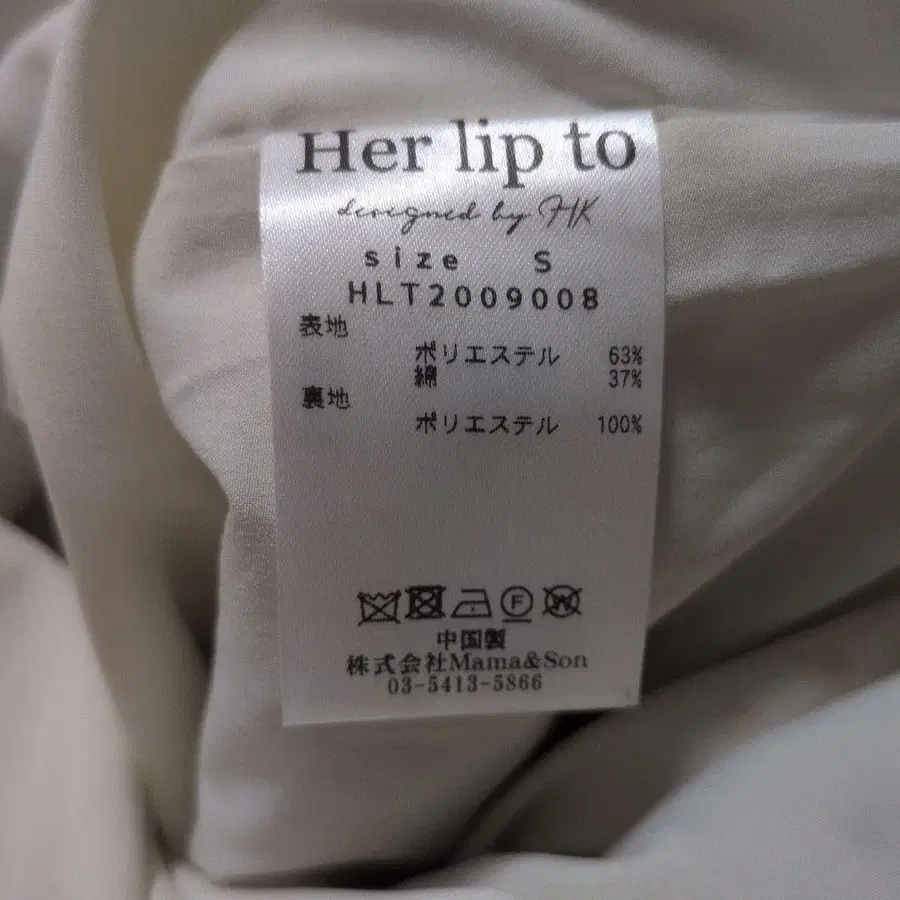 Her lip to
designed by HK
size S
HLT2009008
表地
ポリエステル 63%
綿 37%
裏地
ポリエステル 100%
F W
中国製
株式会社Mama&Son
03-5413-5866